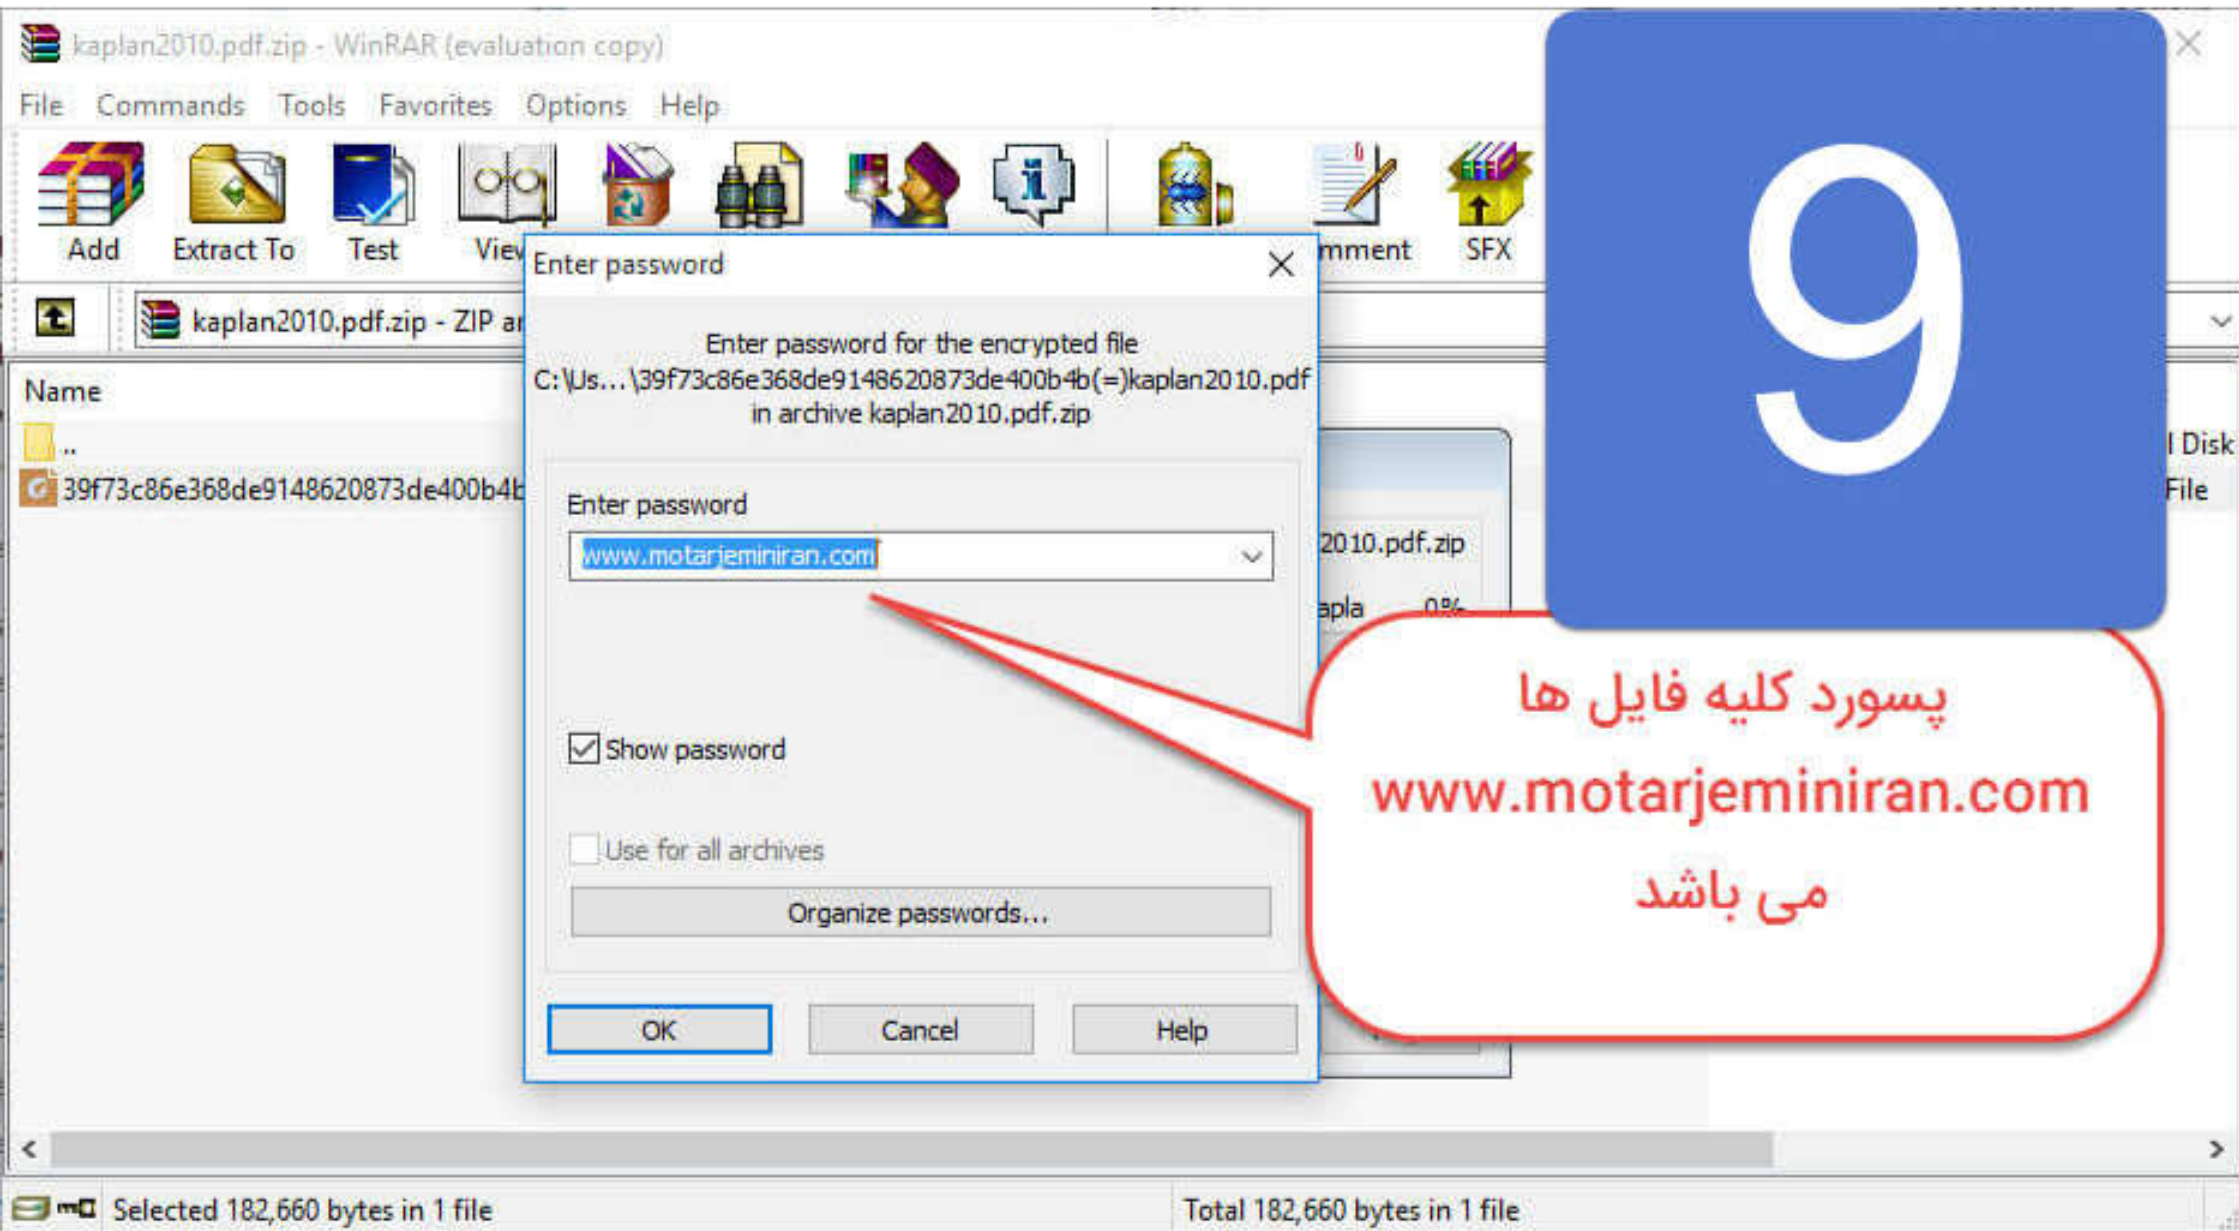 kaplan2010.pdf.zip - WinRAR (evaluation copy)
File Commands Tools Favorites Options Help
Add Extract To Test View mment SFX
9
kaplan2010.pdf.zip - ZIP ar
Name
..
39f73c86e368de9148620873de400b4b
l Disk
File
Enter password
Enter password for the encrypted file
C:\Us...\39f73c86e368de9148620873de400b4b(=)kaplan2010.pdf
in archive kaplan2010.pdf.zip
Enter password
www.motarjeminiran.com
Show password
Use for all archives
Organize passwords...
OK Cancel Help
2010.pdf.zip
apla 0%
پسورد کلیه فایل ها
www.motarjeminiran.com
می باشد
Selected 182,660 bytes in 1 file
Total 182,660 bytes in 1 file